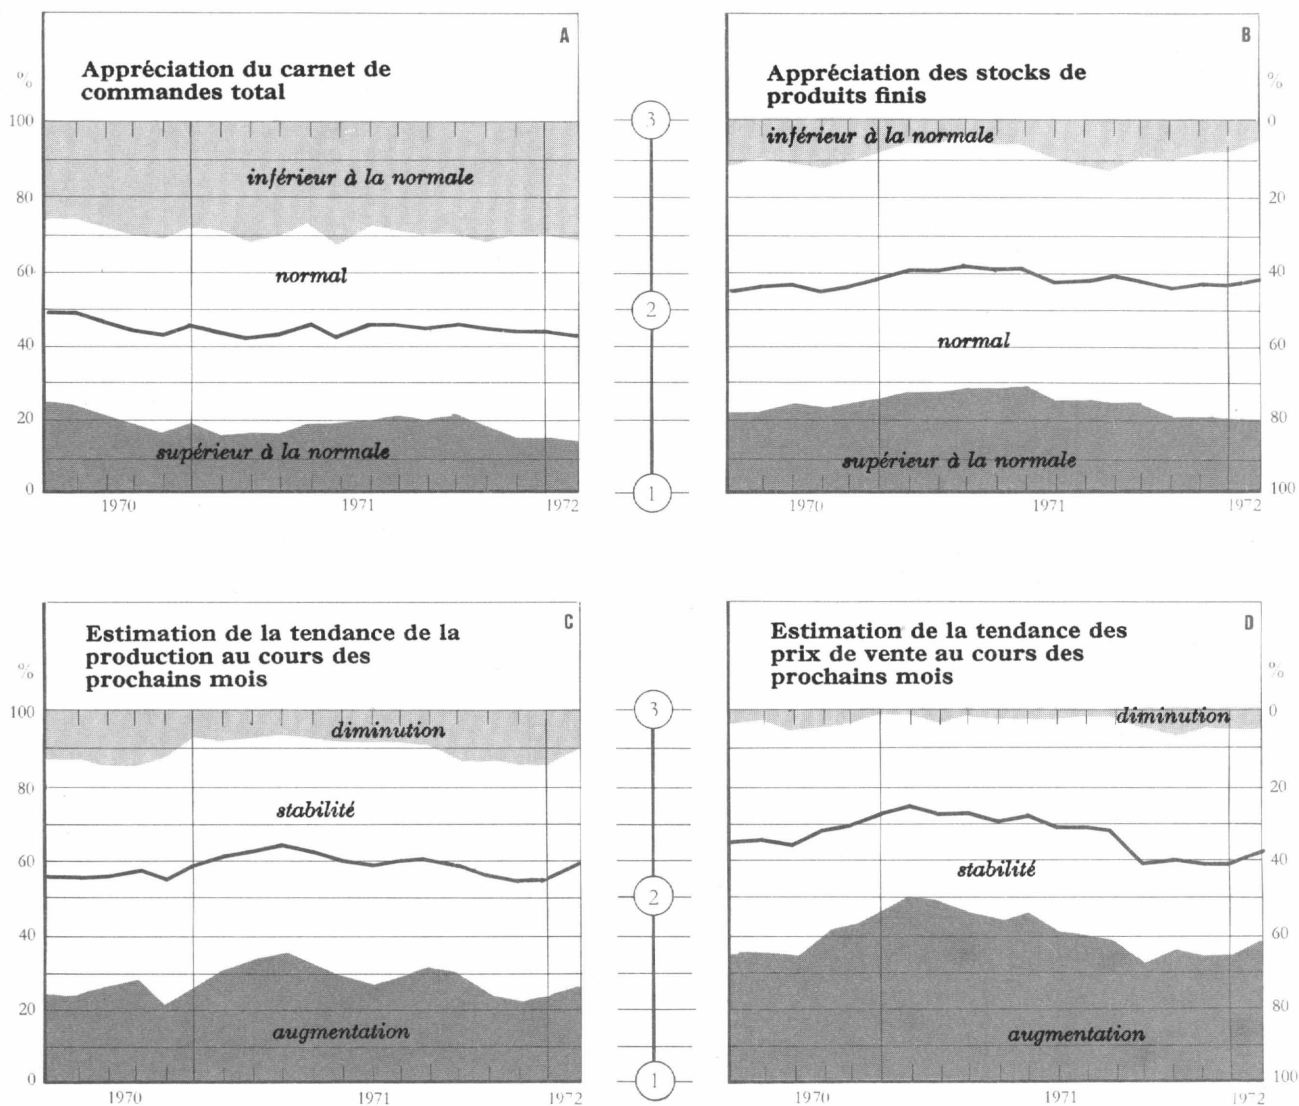 A
Appréciation du carnet de
commandes total
%
100
80
60
40
20
0
inférieur à la normale
normal
supérieur à la normale
1970
1971
1972
3
2
1
B
Appréciation des stocks de
produits finis
%
0
20
40
60
80
100
inférieur à la normale
normal
supérieur à la normale
1970
1971
1972
C
Estimation de la tendance de la
production au cours des
prochains mois
%
100
80
60
40
20
0
diminution
stabilité
augmentation
1970
1971
1972
3
2
1
D
Estimation de la tendance des
prix de vente au cours des
prochains mois
%
0
20
40
60
80
100
diminution
stabilité
augmentation
1970
1971
1972